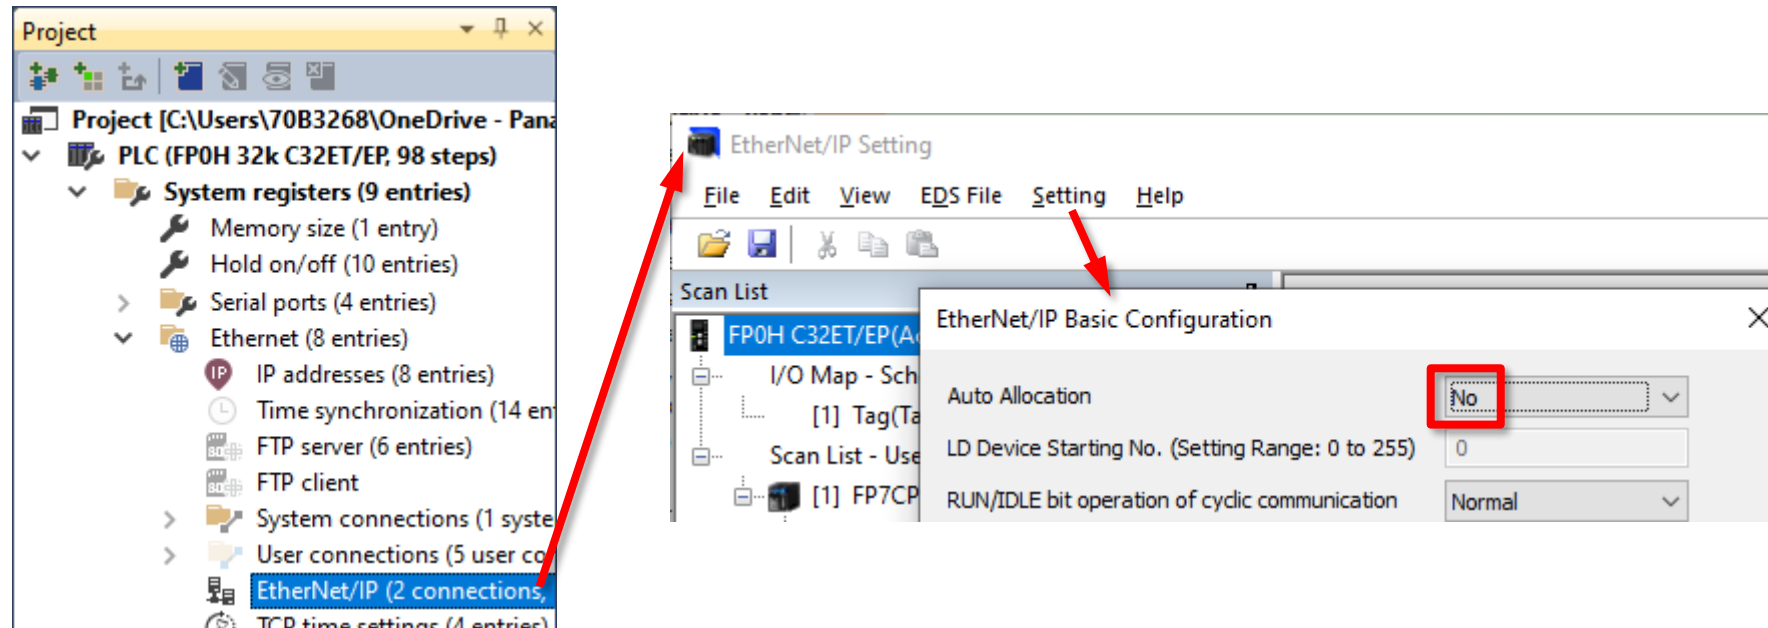 Project
Project [C:\Users\70B3268\OneDrive - Pana
PLC (FP0H 32k C32ET/EP, 98 steps)
System registers (9 entries)
Memory size (1 entry)
Hold on/off (10 entries)
Serial ports (4 entries)
Ethernet (8 entries)
IP addresses (8 entries)
Time synchronization (14 en
FTP server (6 entries)
FTP client
System connections (1 syste
User connections (5 user co
EtherNet/IP (2 connections,
TCP time settings (4 entries)
EtherNet/IP Setting
File Edit View EDS File Setting Help
Scan List
FP0H C32ET/EP(A
I/O Map - Sch
[1] Tag(Ta
Scan List - Use
[1] FP7CP
EtherNet/IP Basic Configuration
Auto Allocation No
LD Device Starting No. (Setting Range: 0 to 255) 0
RUN/IDLE bit operation of cyclic communication Normal